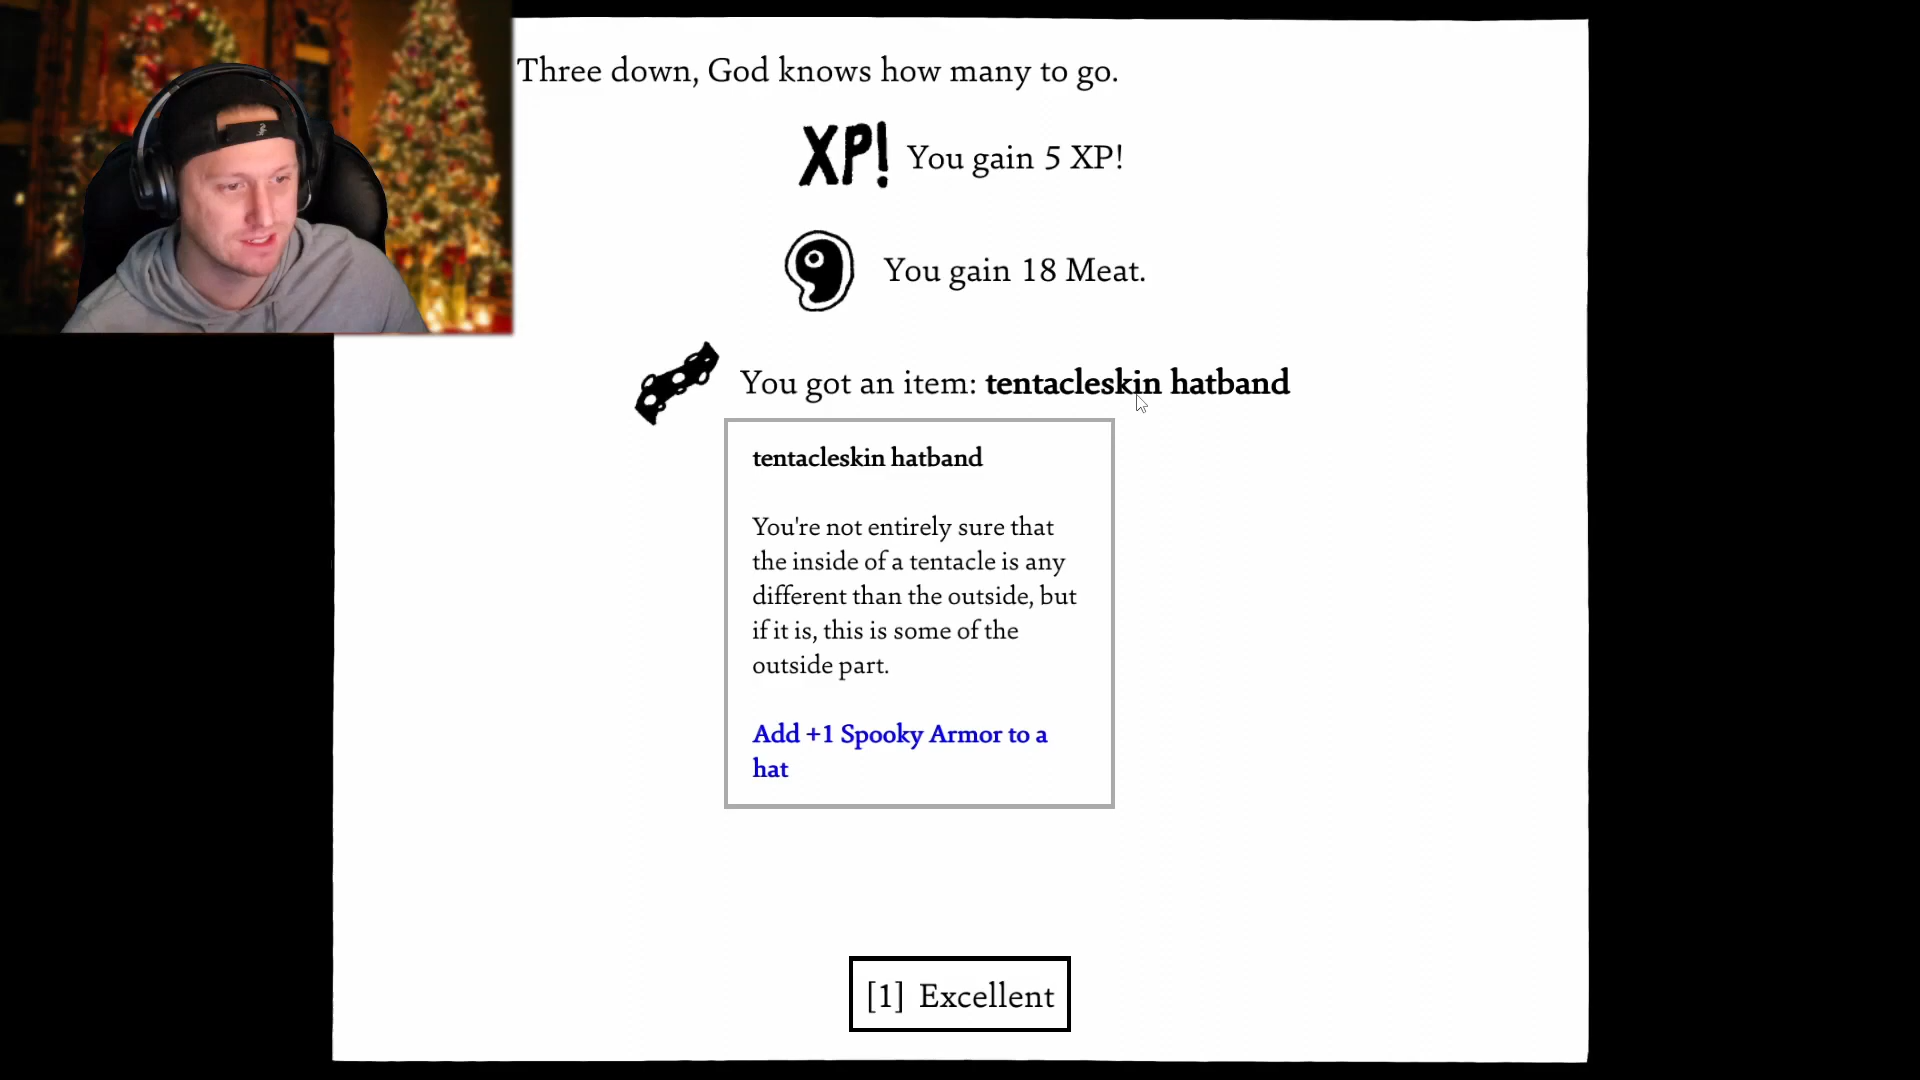 Three down, God knows how many to go.
XP! You gain 5 XP!
You gain 18 Meat.
You got an item: tentacleskin hatband
tentacleskin hatband
You're not entirely sure that
the inside of a tentacle is any
different than the outside, but
if it is, this is some of the
outside part.
Add +1 Spooky Armor to a
hat
[1] Excellent